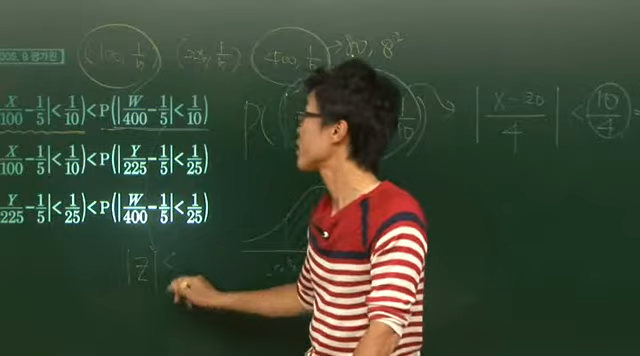 005. 9 평가원
(100, 1/5) (225, 1/5) (400, 1/5) → 80, 8²
X/100 - 1/5| < 1/10) < P(|W/400 - 1/5| < 1/10)
X/100 - 1/5| < 1/10) < P(|Y/225 - 1/5| < 1/25)
Y/225 - 1/5| < 1/25) < P(|W/400 - 1/5| < 1/25)
P(
|X-20/4| < 10/4 =
|Z| <